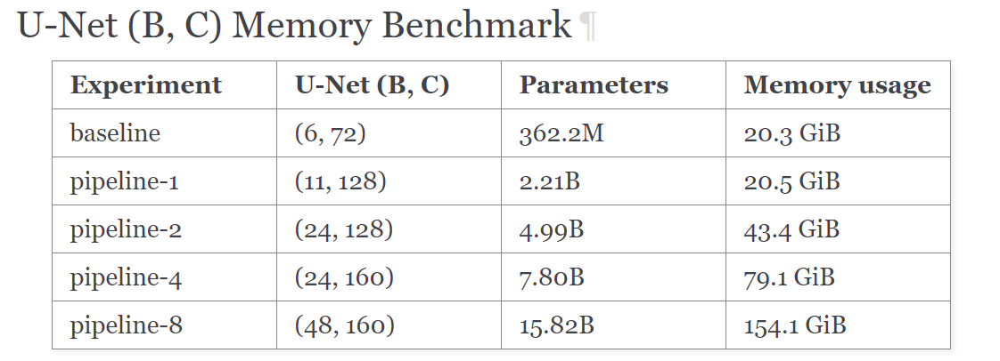 U-Net (B, C) Memory Benchmark ¶
Experiment U-Net (B, C) Parameters Memory usage
baseline (6, 72) 362.2M 20.3 GiB
pipeline-1 (11, 128) 2.21B 20.5 GiB
pipeline-2 (24, 128) 4.99B 43.4 GiB
pipeline-4 (24, 160) 7.80B 79.1 GiB
pipeline-8 (48, 160) 15.82B 154.1 GiB